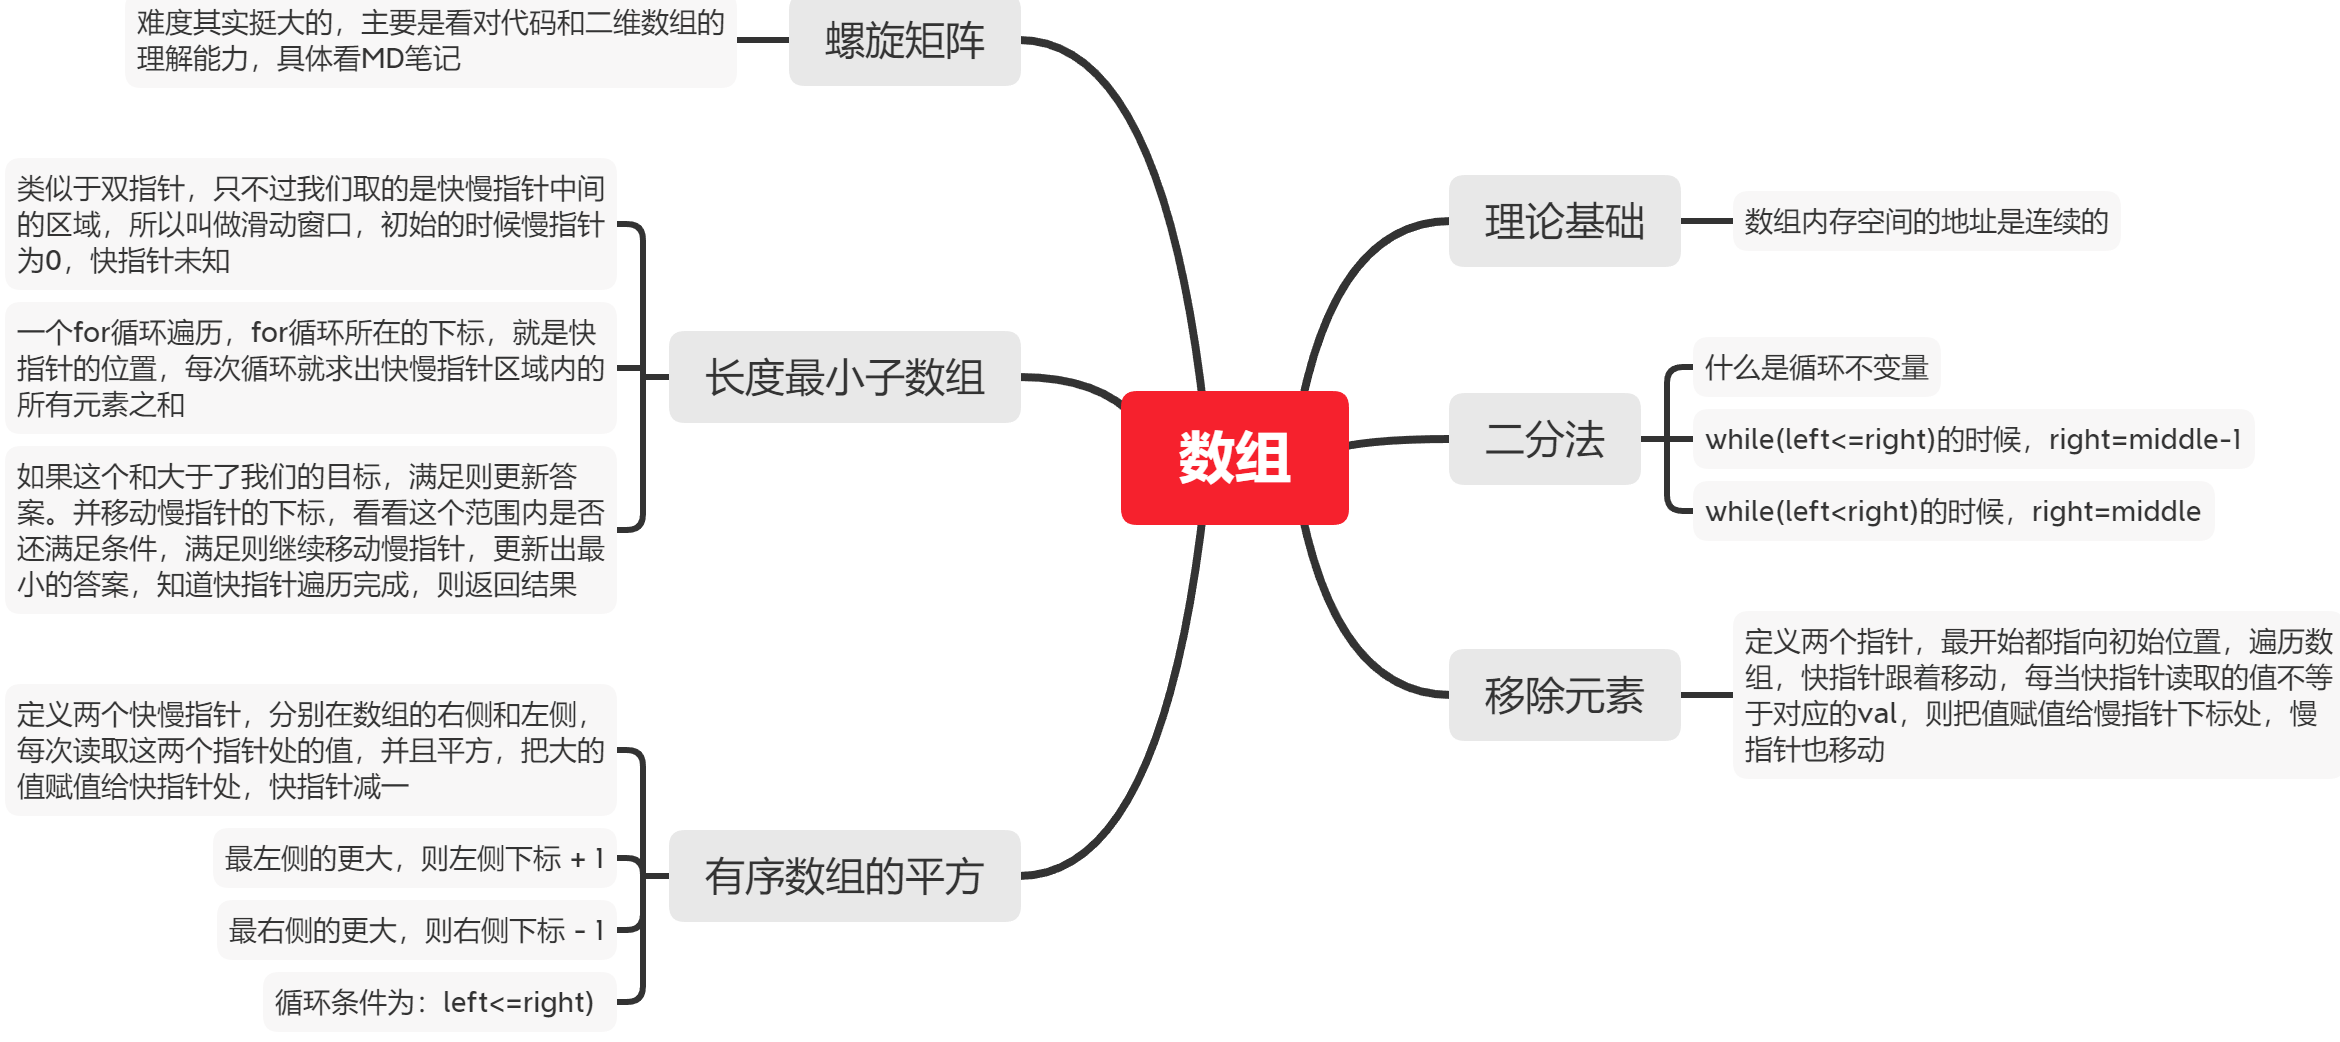 数组
理论基础
数组内存空间的地址是连续的
二分法
什么是循环不变量
while(left<=right)的时候，right=middle-1
while(left<right)的时候，right=middle
移除元素
定义两个指针，最开始都指向初始位置，遍历数
组，快指针跟着移动，每当快指针读取的值不等
于对应的val，则把值赋值给慢指针下标处，慢
指针也移动
螺旋矩阵
难度其实挺大的，主要是看对代码和二维数组的
理解能力，具体看MD笔记
长度最小子数组
类似于双指针，只不过我们取的是快慢指针中间
的区域，所以叫做滑动窗口，初始的时候慢指针
为0，快指针未知
一个for循环遍历，for循环所在的下标，就是快
指针的位置，每次循环就求出快慢指针区域内的
所有元素之和
如果这个和大于了我们的目标，满足则更新答
案。并移动慢指针的下标，看看这个范围内是否
还满足条件，满足则继续移动慢指针，更新出最
小的答案，知道快指针遍历完成，则返回结果
有序数组的平方
定义两个快慢指针，分别在数组的右侧和左侧，
每次读取这两个指针处的值，并且平方，把大的
值赋值给快指针处，快指针减一
最左侧的更大，则左侧下标 + 1
最右侧的更大，则右侧下标 - 1
循环条件为：left<=right)